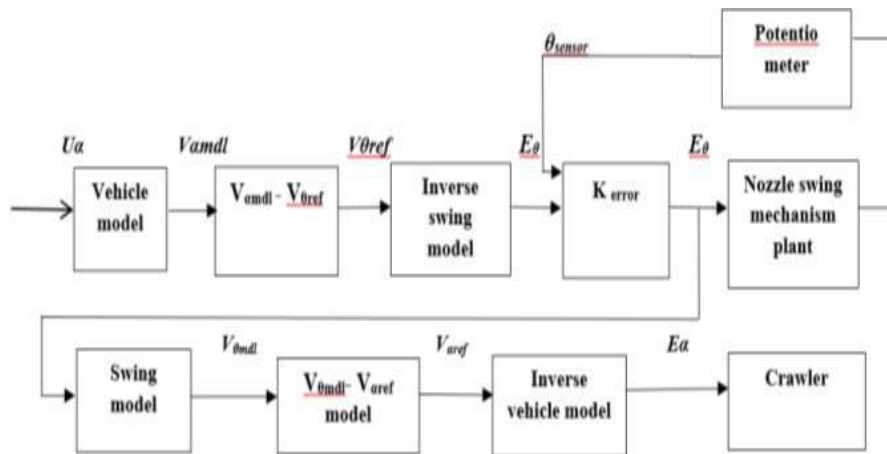 Potentio
meter
θsensor
Uα Vαmdl Vθref Eθ Eθ
Vehicle
model
Vαmdl - Vθref
Inverse
swing
model
K error
Nozzle swing
mechanism
plant
Vθmdl Vαref Eα
Swing
model
Vθmdl- Vαref
model
Inverse
vehicle model
Crawler